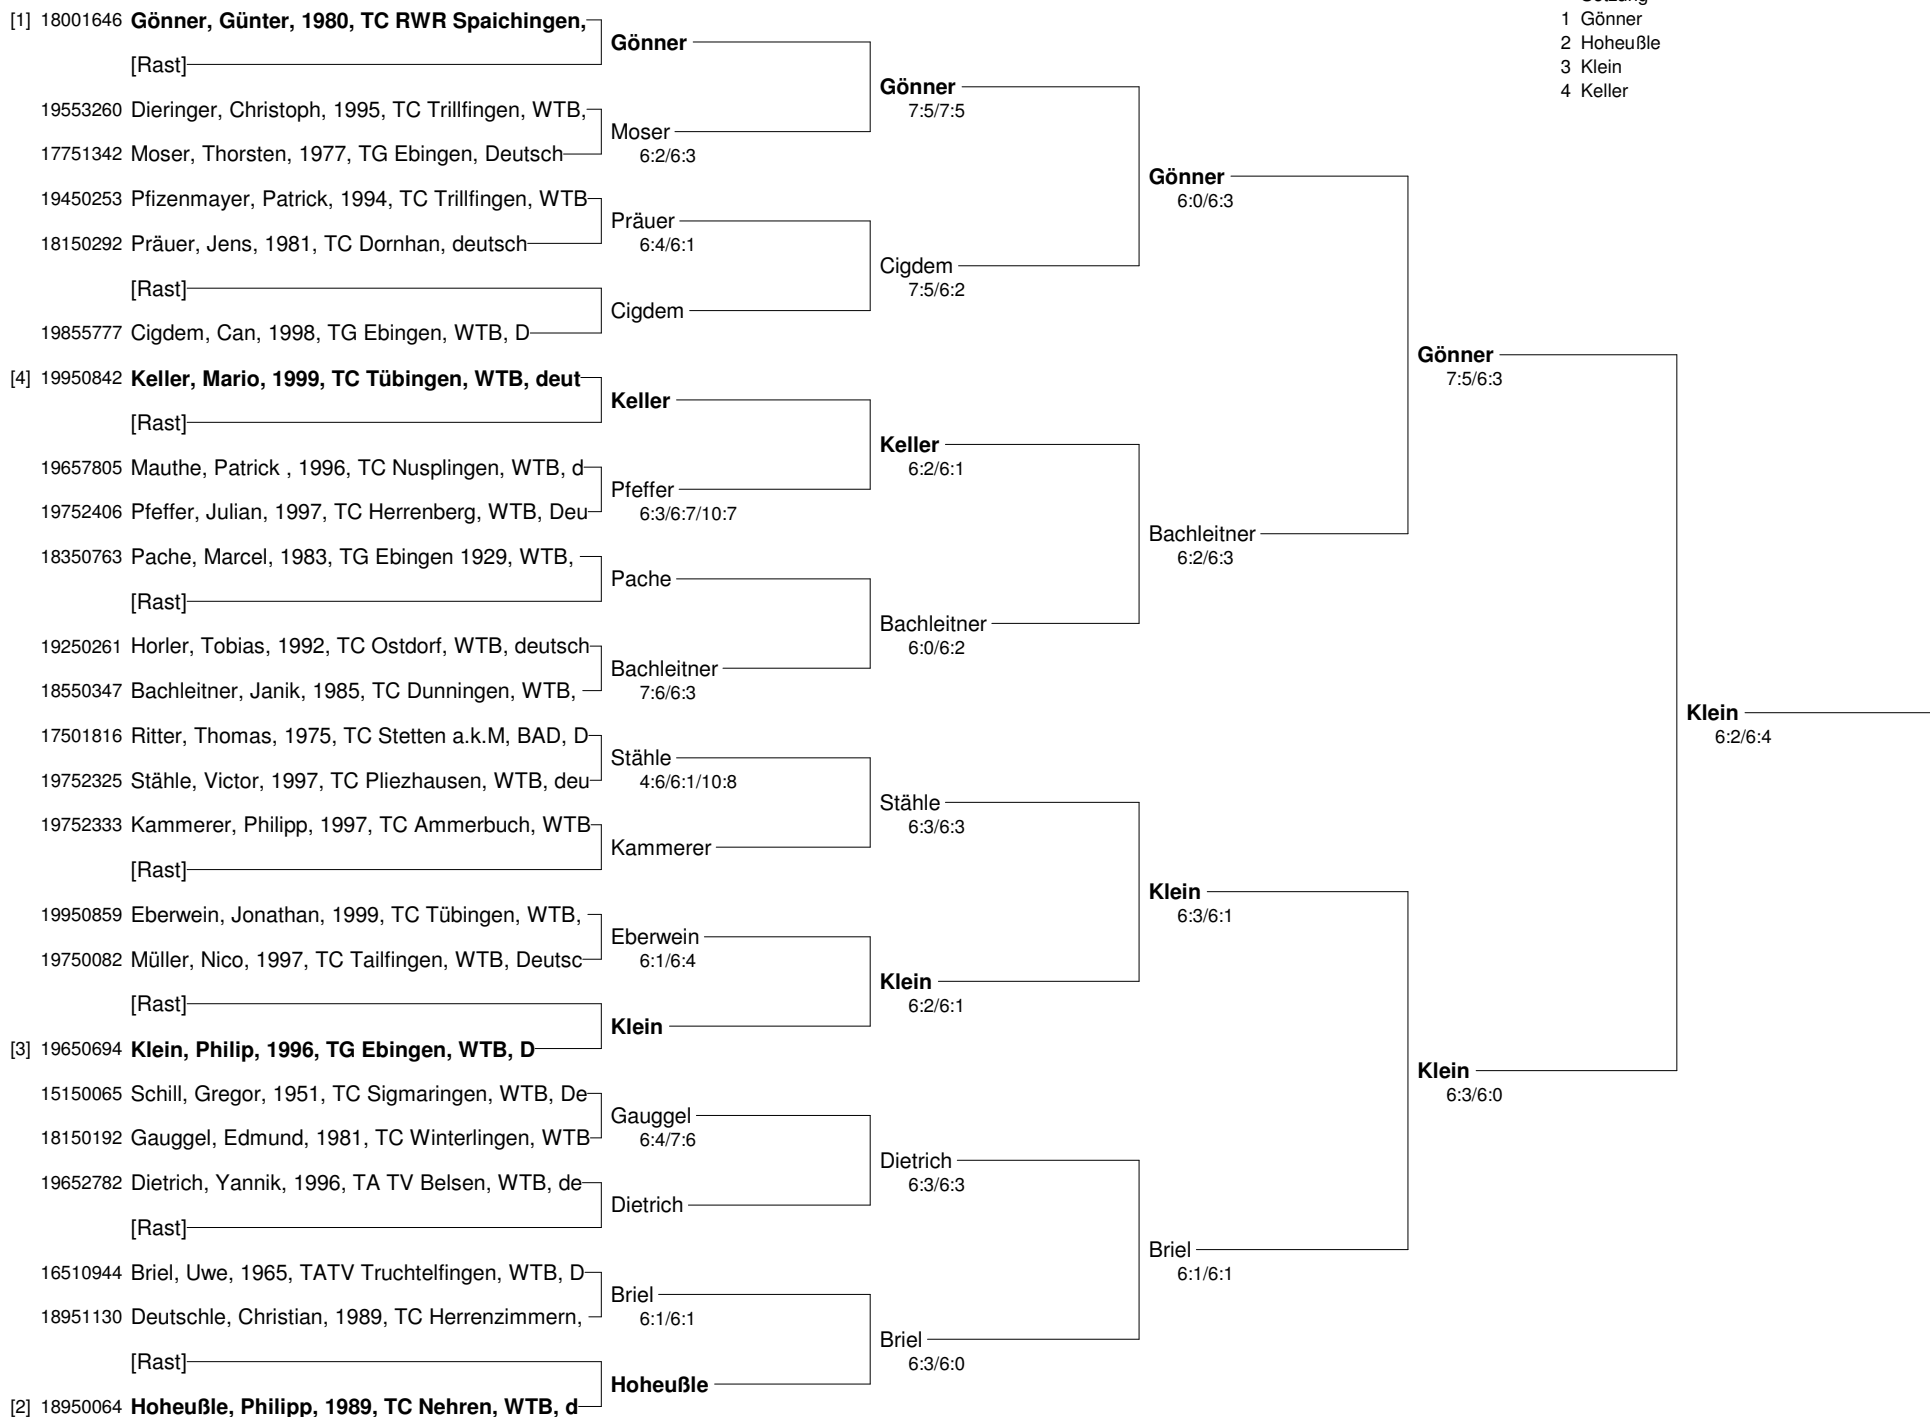 [1] 18001646 Gönner, Günter, 1980, TC RWR Spaichingen,
[Rast]
19553260 Dieringer, Christoph, 1995, TC Trillfingen, WTB,
17751342 Moser, Thorsten, 1977, TG Ebingen, Deutsch
19450253 Pfizenmayer, Patrick, 1994, TC Trillfingen, WTB
18150292 Präuer, Jens, 1981, TC Dornhan, deutsch
[Rast]
19855777 Cigdem, Can, 1998, TG Ebingen, WTB, D
[4] 19950842 Keller, Mario, 1999, TC Tübingen, WTB, deut
[Rast]
19657805 Mauthe, Patrick , 1996, TC Nusplingen, WTB, d
19752406 Pfeffer, Julian, 1997, TC Herrenberg, WTB, Deu
18350763 Pache, Marcel, 1983, TG Ebingen 1929, WTB,
[Rast]
19250261 Horler, Tobias, 1992, TC Ostdorf, WTB, deutsch
18550347 Bachleitner, Janik, 1985, TC Dunningen, WTB,
17501816 Ritter, Thomas, 1975, TC Stetten a.k.M, BAD, D
19752325 Stähle, Victor, 1997, TC Pliezhausen, WTB, deu
19752333 Kammerer, Philipp, 1997, TC Ammerbuch, WTB
[Rast]
19950859 Eberwein, Jonathan, 1999, TC Tübingen, WTB,
19750082 Müller, Nico, 1997, TC Tailfingen, WTB, Deutsc
[Rast]
[3] 19650694 Klein, Philip, 1996, TG Ebingen, WTB, D
15150065 Schill, Gregor, 1951, TC Sigmaringen, WTB, De
18150192 Gauggel, Edmund, 1981, TC Winterlingen, WTB
19652782 Dietrich, Yannik, 1996, TA TV Belsen, WTB, de
[Rast]
16510944 Briel, Uwe, 1965, TATV Truchtelfingen, WTB, D
18951130 Deutschle, Christian, 1989, TC Herrenzimmern,
[Rast]
[2] 18950064 Hoheußle, Philipp, 1989, TC Nehren, WTB, d
Gönner
Moser
6:2/6:3
Präuer
6:4/6:1
Cigdem
Keller
Pfeffer
6:3/6:7/10:7
Pache
Bachleitner
7:6/6:3
Stähle
4:6/6:1/10:8
Kammerer
Eberwein
6:1/6:4
Klein
Gauggel
6:4/7:6
Dietrich
Briel
6:1/6:1
Hoheußle
Gönner
7:5/7:5
Cigdem
7:5/6:2
Keller
6:2/6:1
Bachleitner
6:0/6:2
Stähle
6:3/6:3
Klein
6:2/6:1
Dietrich
6:3/6:3
Briel
6:3/6:0
Gönner
6:0/6:3
Bachleitner
6:2/6:3
Klein
6:3/6:1
Briel
6:1/6:1
Gönner
7:5/6:3
Klein
6:3/6:0
Klein
6:2/6:4
Setzung
1 Gönner
2 Hoheußle
3 Klein
4 Keller